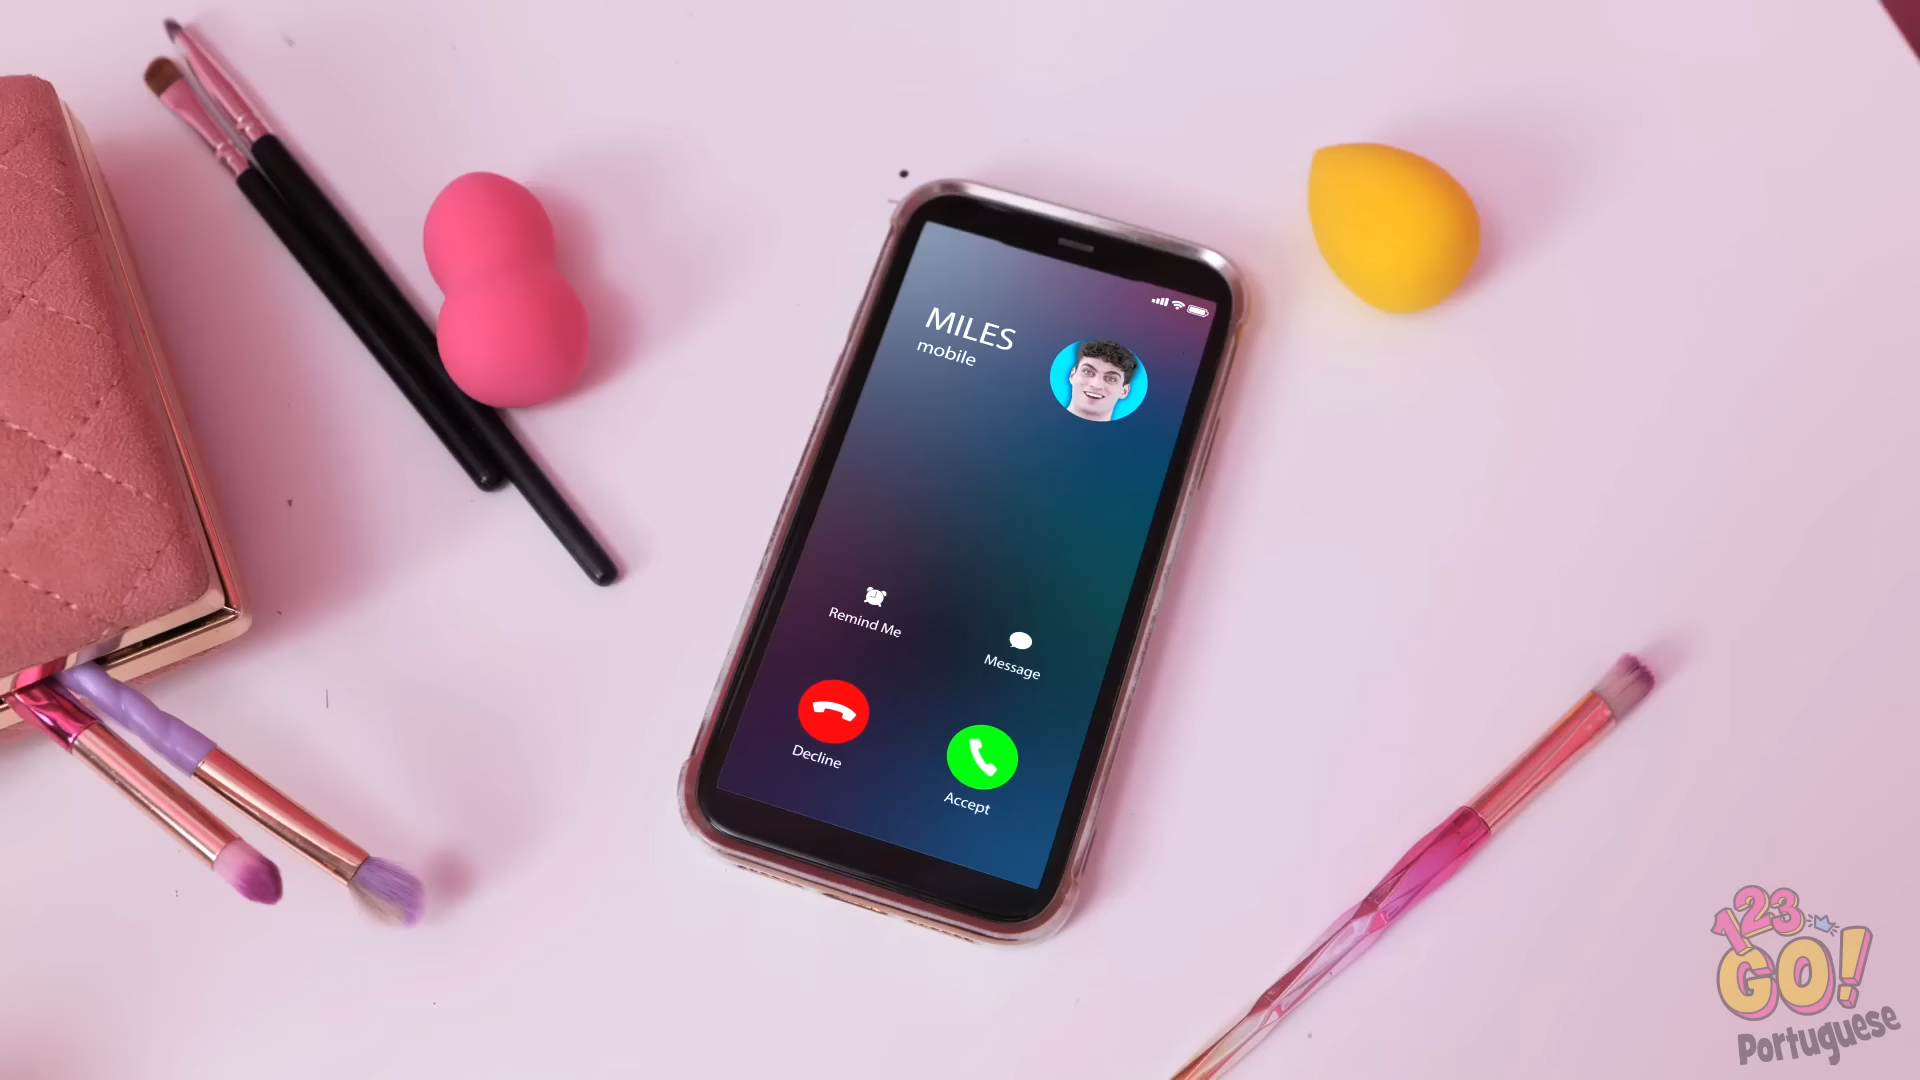 MILES
mobile
Remind Me
Message
Decline
Accept
123
GO!
Portuguese